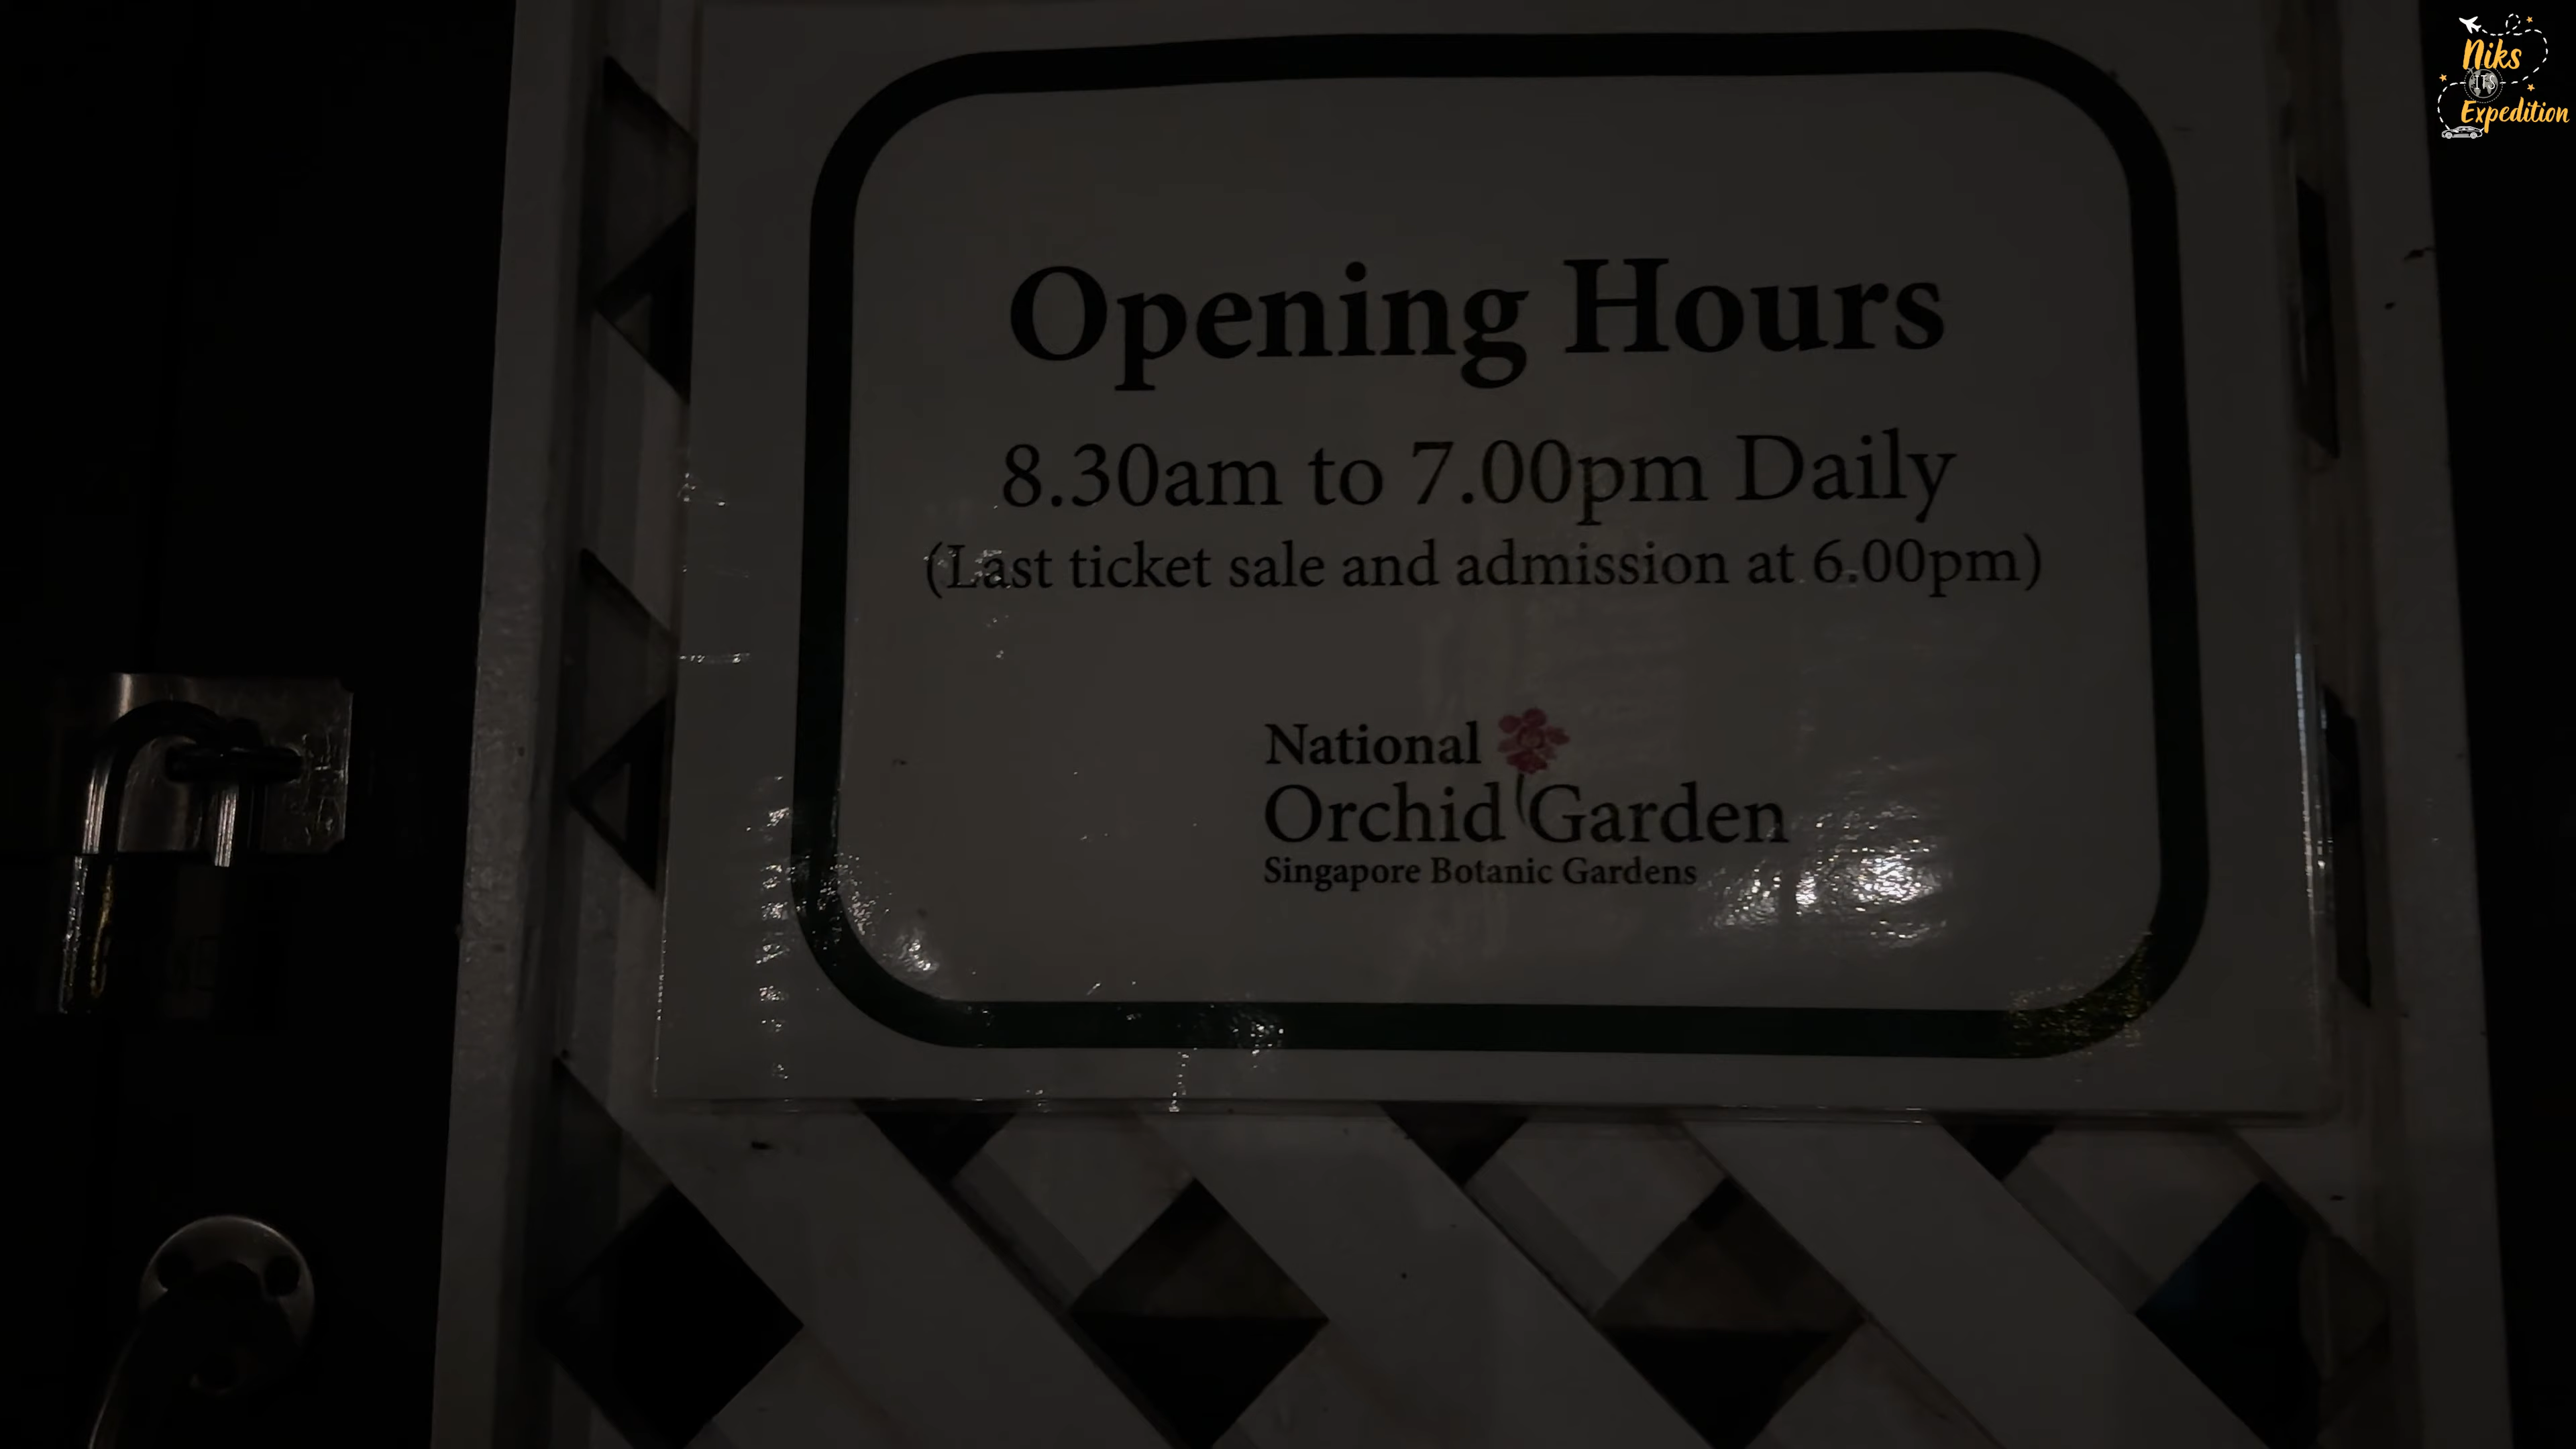 Niks
ITS
Expedition
Opening Hours
8.30am to 7.00pm Daily
(Last ticket sale and admission at 6.00pm)
National
Orchid Garden
Singapore Botanic Gardens